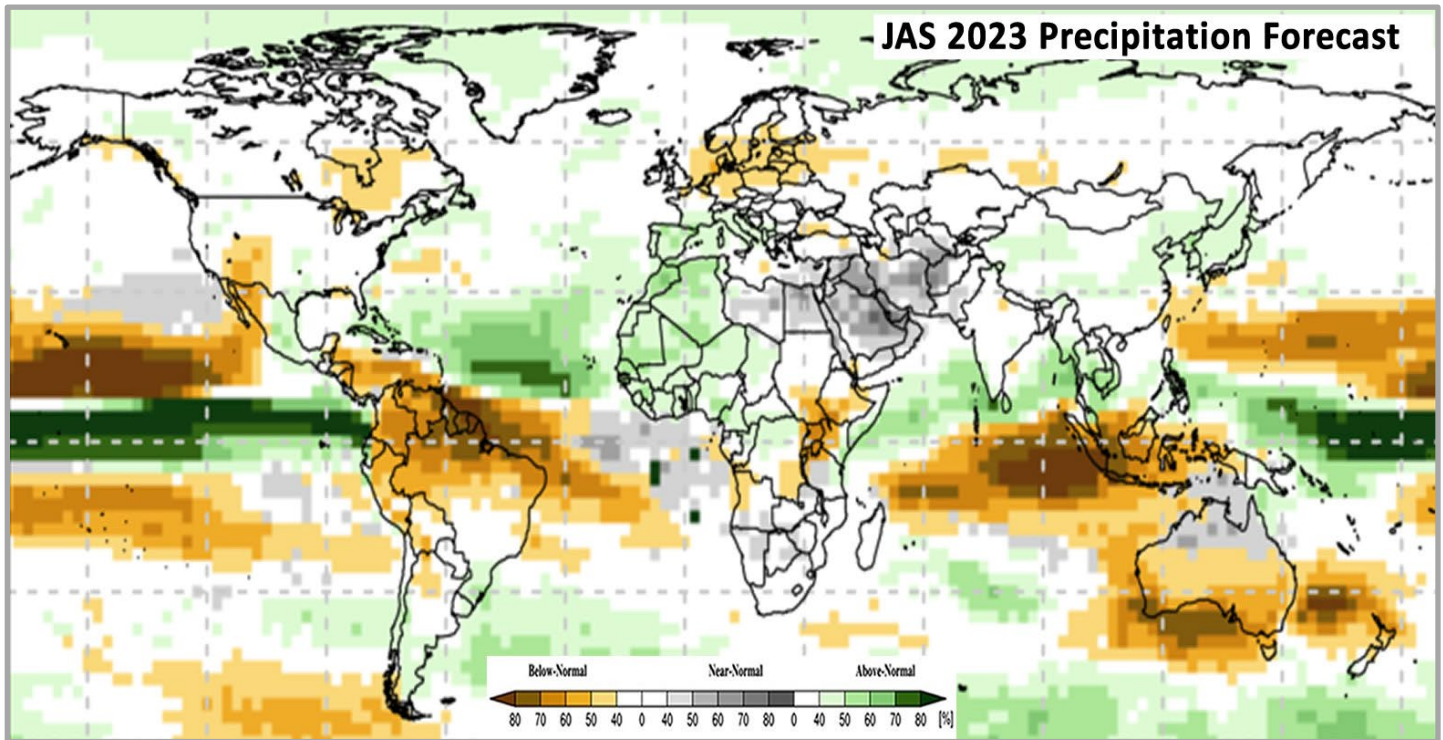 JAS 2023 Precipitation Forecast
Below-Normal Near-Normal Above-Normal
80 70 60 50 40 0 40 50 60 70 80 0 40 50 60 70 80 [%]